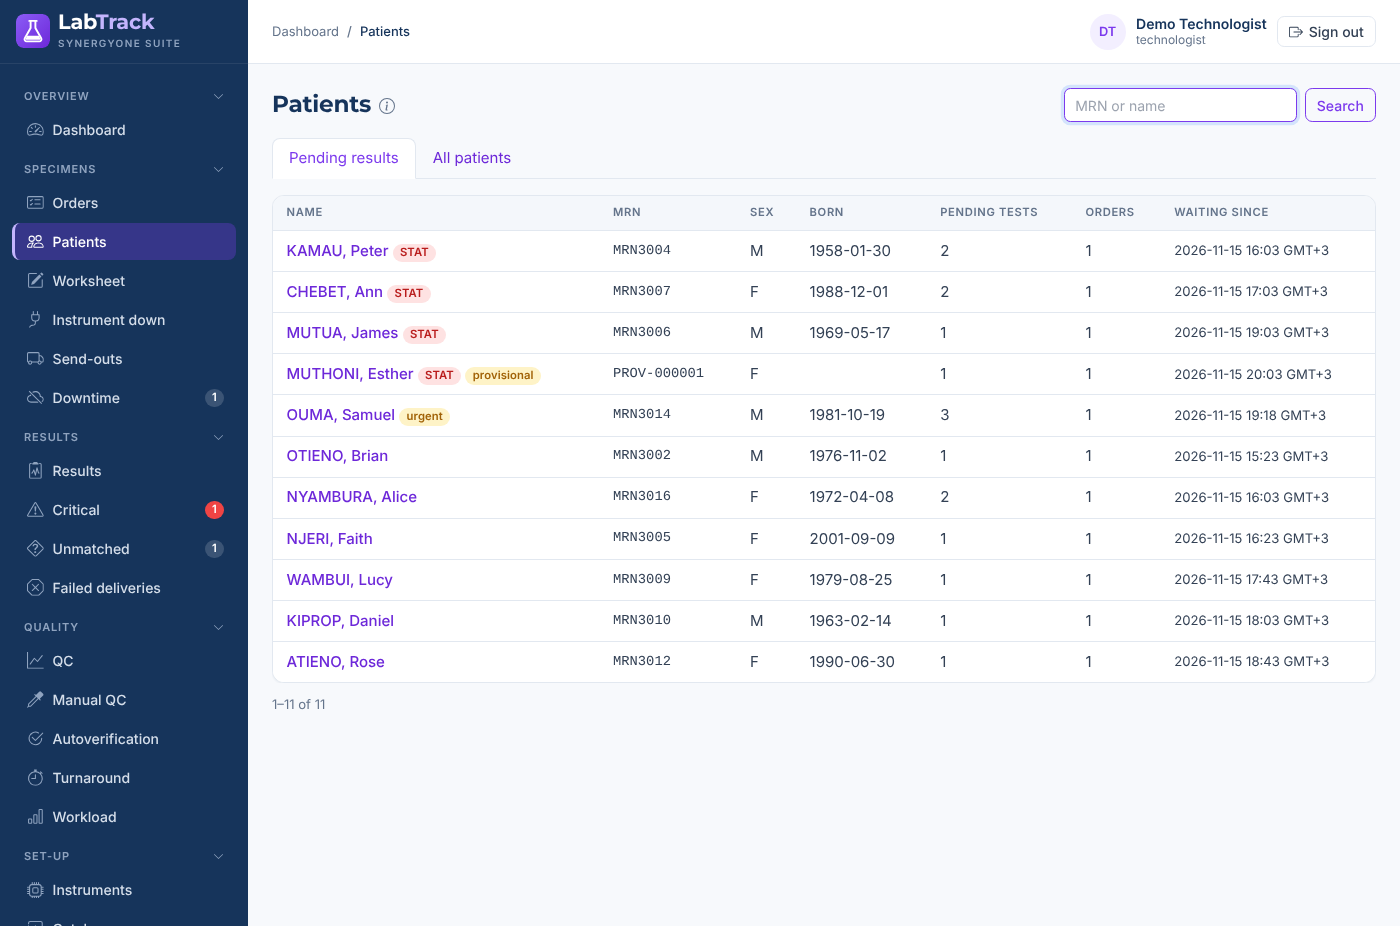 LabTrack
SYNERGYONE SUITE
OVERVIEW
Dashboard
SPECIMENS
Orders
Patients
Worksheet
Instrument down
Send-outs
Downtime 1
RESULTS
Results
Critical 1
Unmatched 1
Failed deliveries
QUALITY
QC
Manual QC
Autoverification
Turnaround
Workload
SET-UP
Instruments
Dashboard / Patients
DT
Demo Technologist
technologist
Sign out
Patients
MRN or name
Search
Pending results
All patients
NAME MRN SEX BORN PENDING TESTS ORDERS WAITING SINCE
KAMAU, Peter STAT MRN3004 M 1958-01-30 2 1 2026-11-15 16:03 GMT+3
CHEBET, Ann STAT MRN3007 F 1988-12-01 2 1 2026-11-15 17:03 GMT+3
MUTUA, James STAT MRN3006 M 1969-05-17 1 1 2026-11-15 19:03 GMT+3
MUTHONI, Esther STAT provisional PROV-000001 F 1 1 2026-11-15 20:03 GMT+3
OUMA, Samuel urgent MRN3014 M 1981-10-19 3 1 2026-11-15 19:18 GMT+3
OTIENO, Brian MRN3002 M 1976-11-02 1 1 2026-11-15 15:23 GMT+3
NYAMBURA, Alice MRN3016 F 1972-04-08 2 1 2026-11-15 16:03 GMT+3
NJERI, Faith MRN3005 F 2001-09-09 1 1 2026-11-15 16:23 GMT+3
WAMBUI, Lucy MRN3009 F 1979-08-25 1 1 2026-11-15 17:43 GMT+3
KIPROP, Daniel MRN3010 M 1963-02-14 1 1 2026-11-15 18:03 GMT+3
ATIENO, Rose MRN3012 F 1990-06-30 1 1 2026-11-15 18:43 GMT+3
1–11 of 11